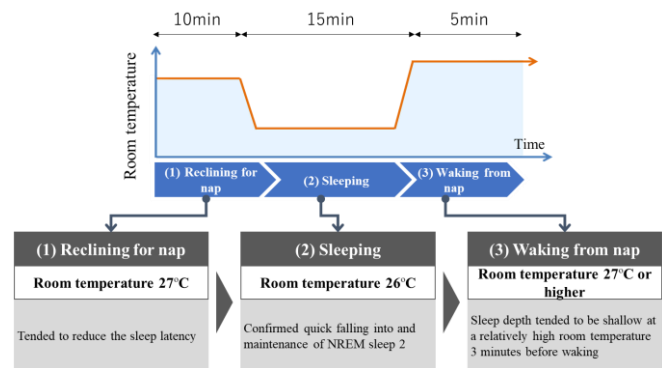 10min 15min 5min
Room temperature
Time
(1) Reclining for
nap
(2) Sleeping
(3) Waking from
nap
(1) Reclining for nap
Room temperature 27°C
Tended to reduce the sleep latency
(2) Sleeping
Room temperature 26°C
Confirmed quick falling into and
maintenance of NREM sleep 2
(3) Waking from nap
Room temperature 27°C or
higher
Sleep depth tended to be shallow at
a relatively high room temperature
3 minutes before waking